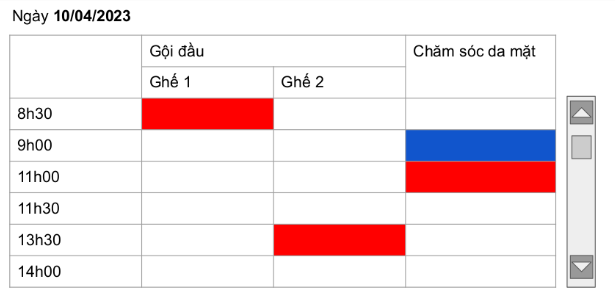 Ngày 10/04/2023
Gội đầu Chăm sóc da mặt
Ghế 1 Ghế 2
8h30
9h00
11h00
11h30
13h30
14h00